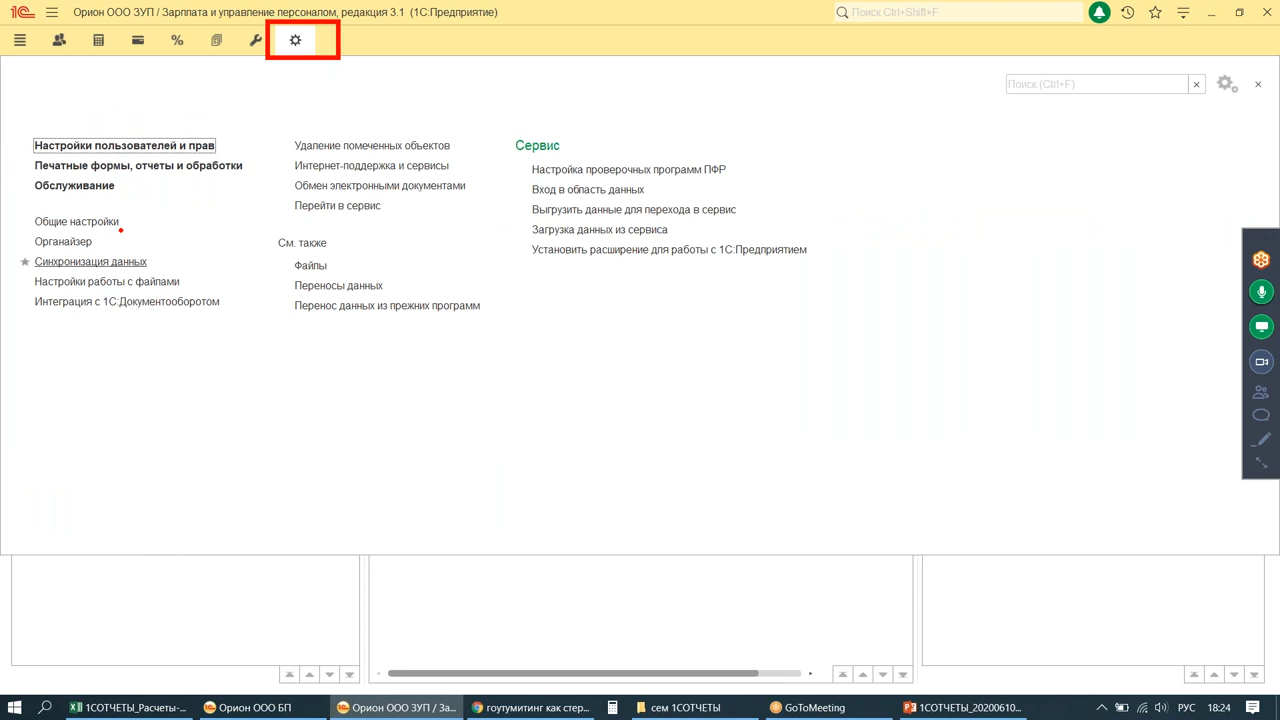 1С
Орион ООО ЗУП / Зарплата и управление персоналом, редакция 3.1 (1С:Предприятие)
Поиск Ctrl+Shift+F
Поиск (Ctrl+F)
Настройки пользователей и прав
Печатные формы, отчеты и обработки
Обслуживание
Общие настройки
Органайзер
Синхронизация данных
Настройки работы с файлами
Интеграция с 1С:Документооборотом
Удаление помеченных объектов
Интернет-поддержка и сервисы
Обмен электронными документами
Перейти в сервис
См. также
Файлы
Переносы данных
Перенос данных из прежних программ
Сервис
Настройка проверочных программ ПФР
Вход в область данных
Выгрузить данные для перехода в сервис
Загрузка данных из сервиса
Установить расширение для работы с 1С:Предприятием
1СОТЧЕТЫ_Расчеты-...
Орион ООО БП
Орион ООО ЗУП / За...
гоутумитинг как стер...
сем 1СОТЧЕТЫ
GoToMeeting
1СОТЧЕТЫ_20200610...
РУС
18:24